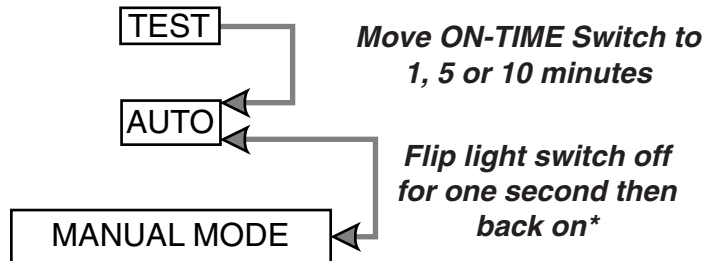 TEST
Move ON-TIME Switch to
1, 5 or 10 minutes
AUTO
Flip light switch off
for one second then
back on*
MANUAL MODE